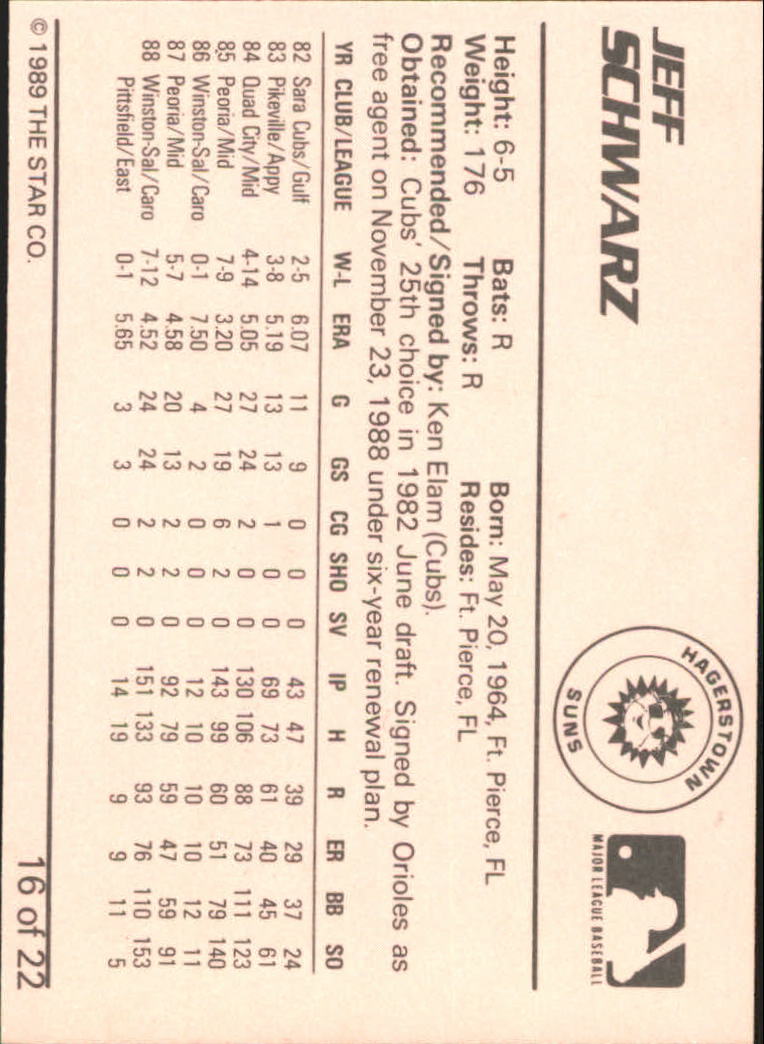 JEFF
SCHWARZ
HAGERSTOWN
SUNS
MAJOR LEAGUE BASEBALL
Height: 6-5 Bats: R Born: May 20, 1964, Ft. Pierce, FL
Weight: 176 Throws: R Resides: Ft. Pierce, FL
Recommended/Signed by: Ken Elam (Cubs).
Obtained: Cubs' 25th choice in 1982 June draft. Signed by Orioles as
free agent on November 23, 1988 under six-year renewal plan.
YR CLUB/LEAGUE W-L ERA G GS CG SHO SV IP H R ER BB SO
82 Sara Cubs/Gulf 2-5 6.07 11 9 0 0 0 43 47 39 29 37 24
83 Pikeville/Appy 3-8 5.19 13 13 1 0 0 69 73 61 40 45 61
84 Quad City/Mid 4-14 5.05 27 24 2 0 0 130 106 88 73 111 123
85 Peoria/Mid 7-9 3.20 27 19 6 2 0 143 99 60 51 79 140
86 Winston-Sal/Caro 0-1 7.50 4 2 0 0 0 12 10 10 10 12 11
87 Peoria/Mid 5-7 4.58 20 13 2 2 0 92 79 59 47 59 91
88 Winston-Sal/Caro 7-12 4.52 24 24 2 2 0 151 133 93 76 110 153
Pittsfield/East 0-1 5.65 3 3 0 0 0 14 19 9 9 11 5
© 1989 THE STAR CO. 16 of 22